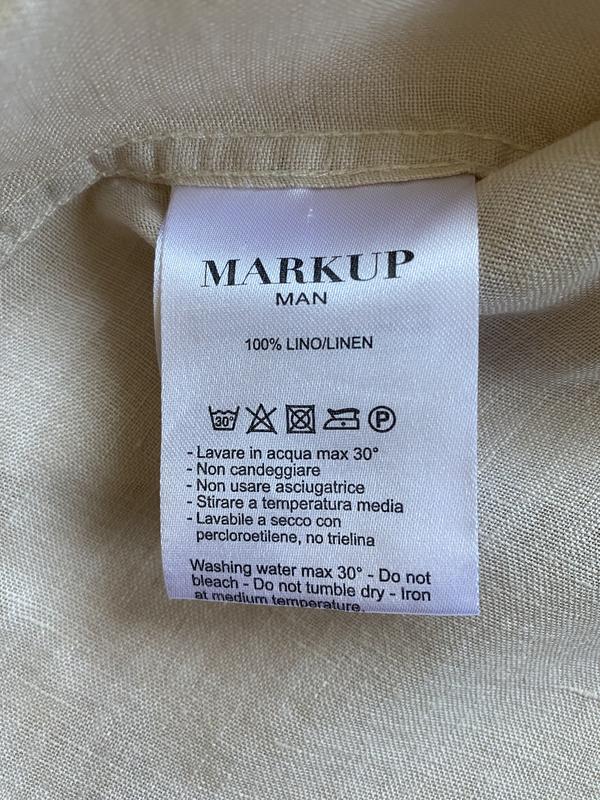 MARKUP
MAN
100% LINO/LINEN
30°
P
- Lavare in acqua max 30°
- Non candeggiare
- Non usare asciugatrice
- Stirare a temperatura media
- Lavabile a secco con
percloroetilene, no trielina
Washing water max 30° - Do not
bleach - Do not tumble dry - Iron
at medium temperature.